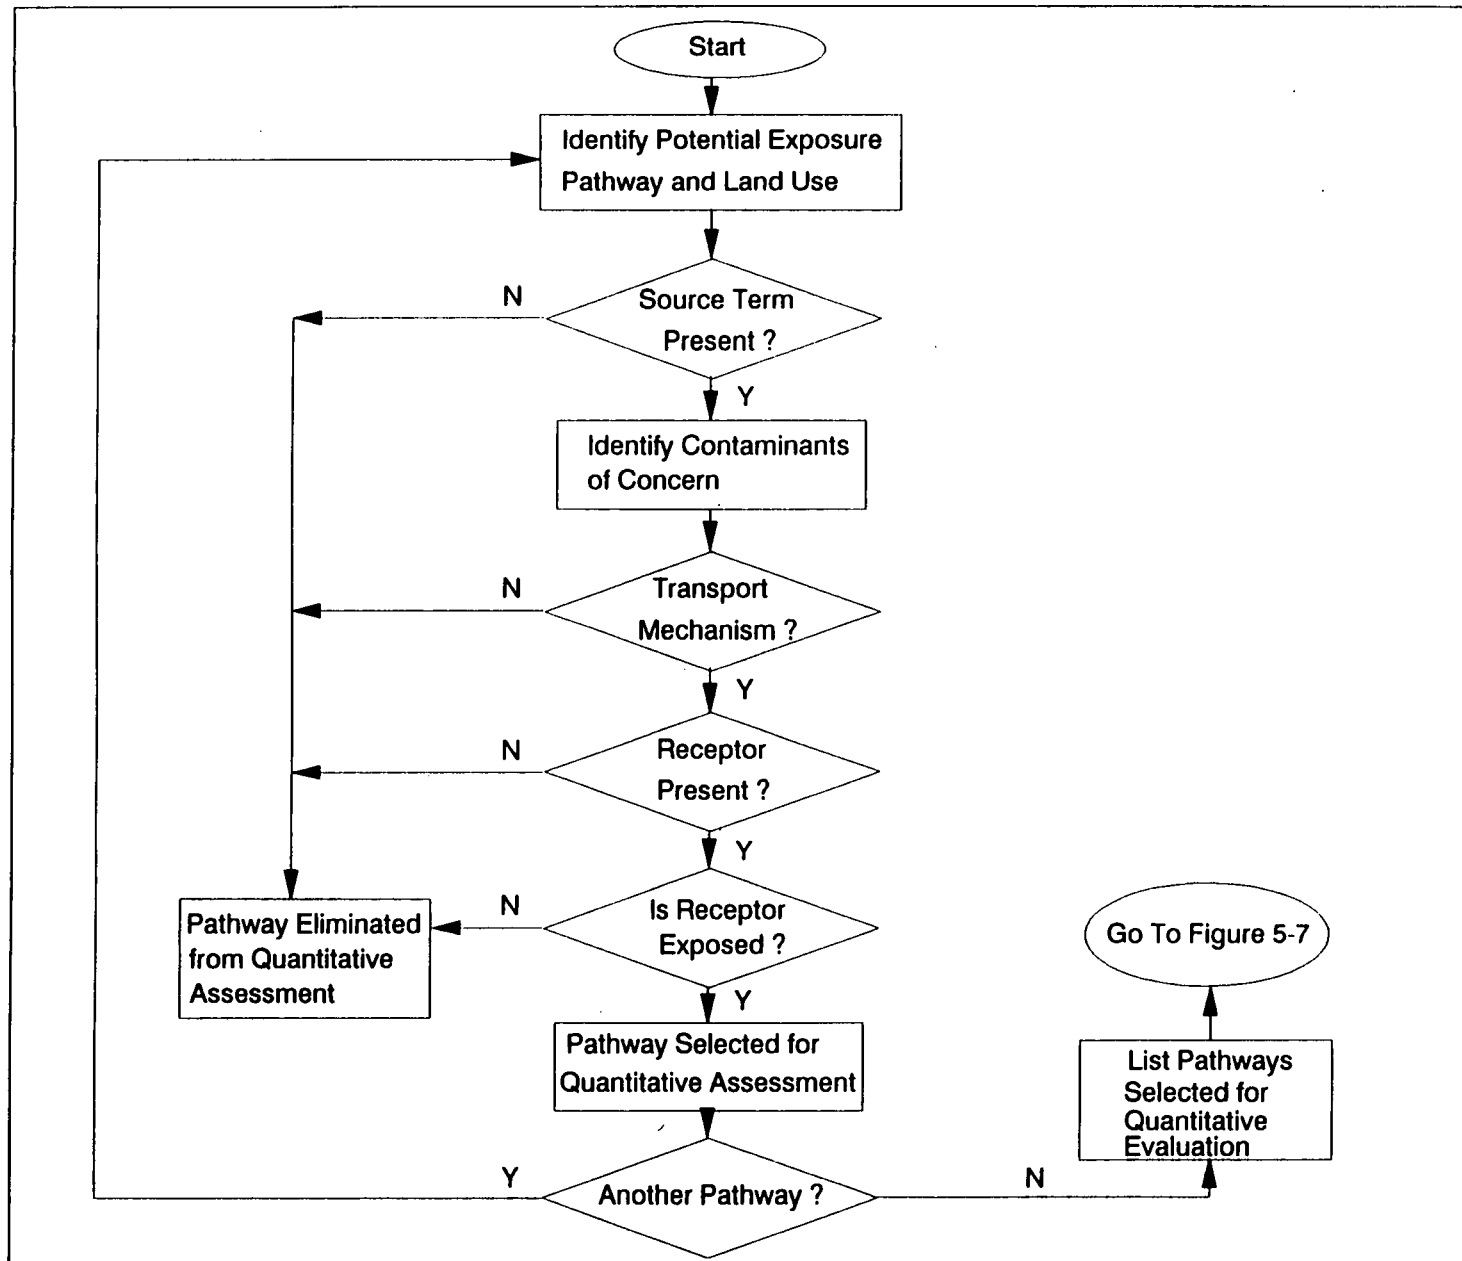 Start
Identify Potential Exposure
Pathway and Land Use
N
Source Term
Present ?
Y
Identify Contaminants
of Concern
N
Transport
Mechanism ?
Y
N
Receptor
Present ?
Y
Pathway Eliminated
from Quantitative
Assessment
N
Is Receptor
Exposed ?
Go To Figure 5-7
Y
Pathway Selected for
Quantitative Assessment
List Pathways
Selected for
Quantitative
Evaluation
Y
Another Pathway ?
N